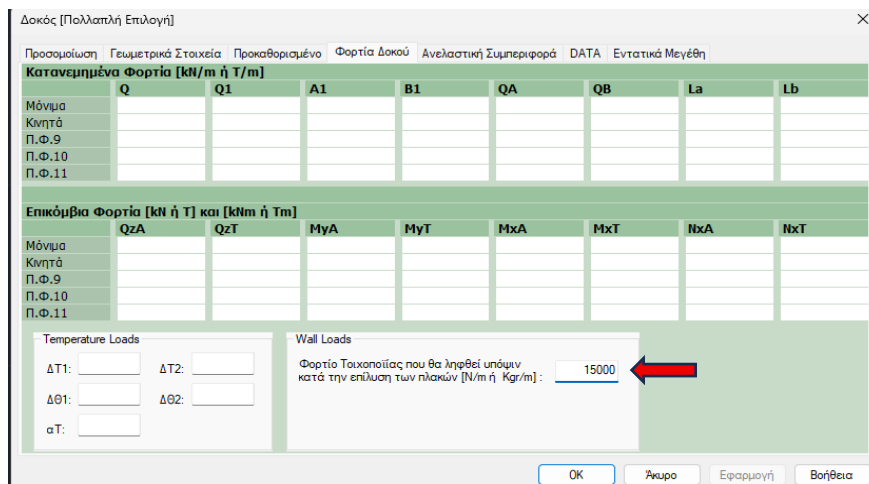 Δοκός [Πολλαπλή Επιλογή]
Προσομοίωση Γεωμετρικά Στοιχεία Προκαθορισμένο Φορτία Δοκού Ανελαστική Συμπεριφορά DATA Εντατικά Μεγέθη
Κατανεμημένα Φορτία [kN/m ή T/m]
Q Q1 A1 B1 QA QB La Lb
Μόνιμα
Κινητά
Π.Φ.9
Π.Φ.10
Π.Φ.11
Επικόμβια Φορτία [kN ή T] και [kNm ή Tm]
QzA QzT MyA MyT MxA MxT NxA NxT
Μόνιμα
Κινητά
Π.Φ.9
Π.Φ.10
Π.Φ.11
Temperature Loads
ΔT1: ΔT2:
ΔΘ1: ΔΘ2:
αT:
Wall Loads
Φορτίο Τοιχοποϊίας που θα ληφθεί υπόψιν
κατά την επίλυση των πλακών [N/m ή Kgr/m] : 15000
OK Άκυρο Εφαρμογή Βοήθεια